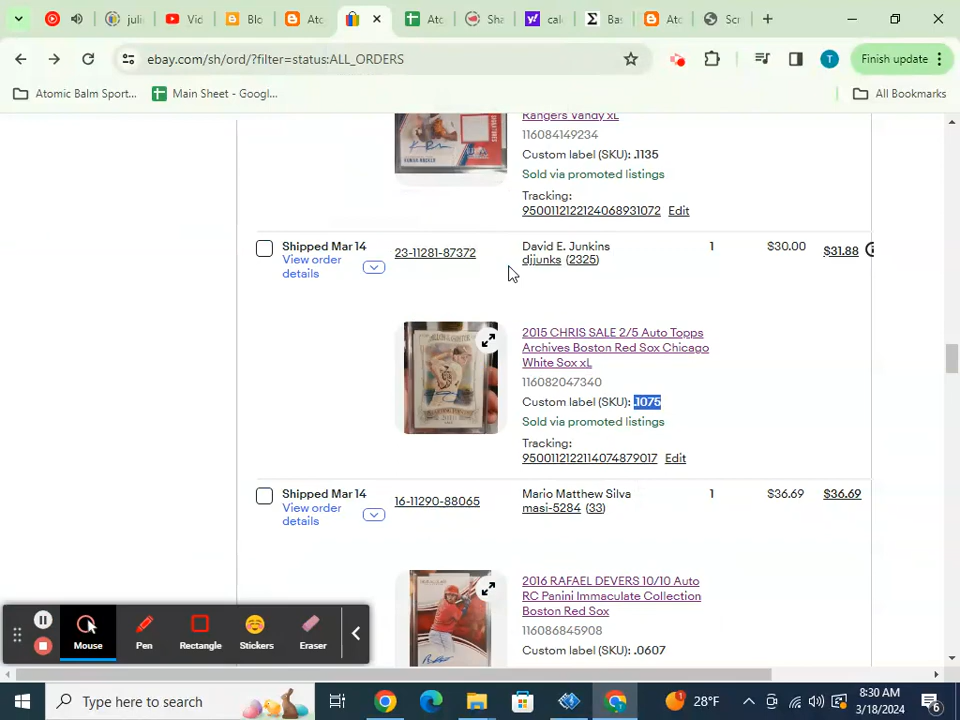 juli
Vid
Blo
Ato
Ato
Sha
cal
Bas
Ato
Scr
ebay.com/sh/ord/?filter=status:ALL_ORDERS
T
Finish update
Atomic Balm Sport...
Main Sheet - Googl...
All Bookmarks
Rangers Vandy xL
116084149234
Custom label (SKU): .1135
Sold via promoted listings
Tracking:
9500112122124068931072 Edit
Shipped Mar 14
View order
details
23-11281-87372
David E. Junkins
djjunks (2325)
1
$30.00
$31.88
2015 CHRIS SALE 2/5 Auto Topps
Archives Boston Red Sox Chicago
White Sox xL
116082047340
Custom label (SKU): .1075
Sold via promoted listings
Tracking:
9500112122114074879017 Edit
Shipped Mar 14
View order
details
16-11290-88065
Mario Matthew Silva
masi-5284 (33)
1
$36.69
$36.69
2016 RAFAEL DEVERS 10/10 Auto
RC Panini Immaculate Collection
Boston Red Sox
116086845908
Custom label (SKU): .0607
Mouse
Pen
Rectangle
Stickers
Eraser
Type here to search
28°F
8:30 AM
3/18/2024
6